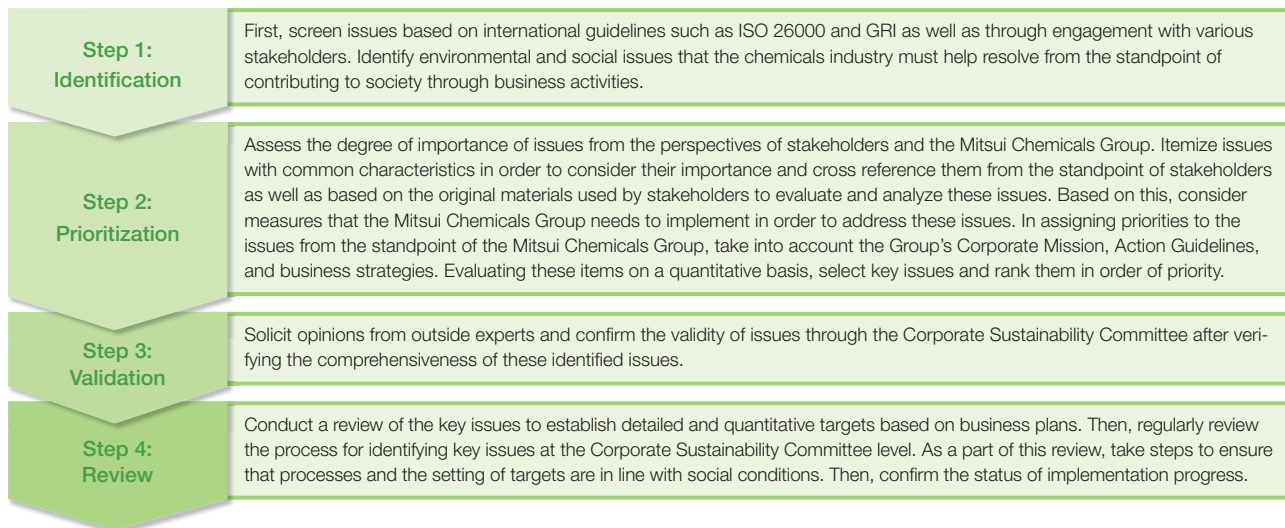 Step 1:
Identification
First, screen issues based on international guidelines such as ISO 26000 and GRI as well as through engagement with various
stakeholders. Identify environmental and social issues that the chemicals industry must help resolve from the standpoint of
contributing to society through business activities.
Step 2:
Prioritization
Assess the degree of importance of issues from the perspectives of stakeholders and the Mitsui Chemicals Group. Itemize issues
with common characteristics in order to consider their importance and cross reference them from the standpoint of stakeholders
as well as based on the original materials used by stakeholders to evaluate and analyze these issues. Based on this, consider
measures that the Mitsui Chemicals Group needs to implement in order to address these issues. In assigning priorities to the
issues from the standpoint of the Mitsui Chemicals Group, take into account the Group's Corporate Mission, Action Guidelines,
and business strategies. Evaluating these items on a quantitative basis, select key issues and rank them in order of priority.
Step 3:
Validation
Solicit opinions from outside experts and confirm the validity of issues through the Corporate Sustainability Committee after veri-
fying the comprehensiveness of these identified issues.
Step 4:
Review
Conduct a review of the key issues to establish detailed and quantitative targets based on business plans. Then, regularly review
the process for identifying key issues at the Corporate Sustainability Committee level. As a part of this review, take steps to ensure
that processes and the setting of targets are in line with social conditions. Then, confirm the status of implementation progress.